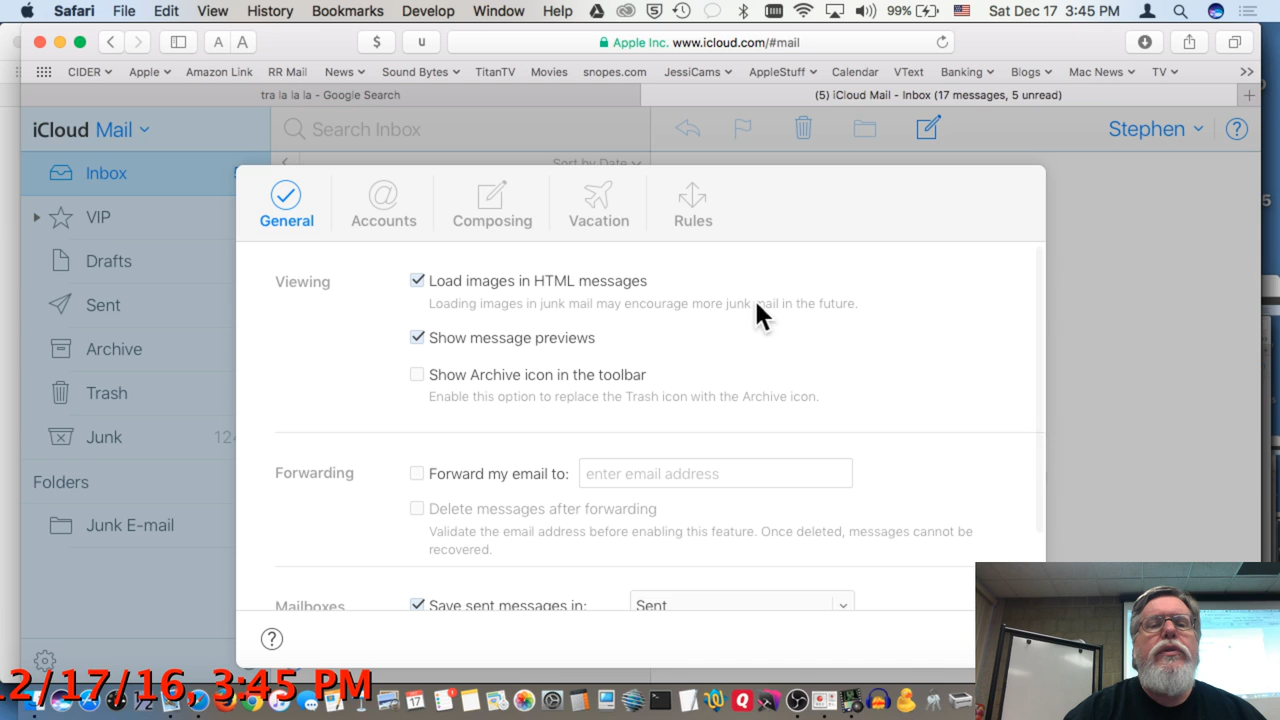 Safari File Edit View History Bookmarks Develop Window Help 99% Sat Dec 17 3:45 PM
$ u Apple Inc. www.icloud.com/#mail
A A
CIDER Apple Amazon Link RR Mail News Sound Bytes TitanTV Movies snopes.com JessiCams AppleStuff Calendar VText Banking Blogs Mac News TV >>
tra la la la - Google Search (5) iCloud Mail - Inbox (17 messages, 5 unread) +
iCloud Mail Search Inbox Stephen ?
Inbox
Sort by Date
VIP
Drafts
Sent
Archive
Trash
Junk 12
Folders
Junk E-mail
General Accounts Composing Vacation Rules
Viewing Load images in HTML messages
Loading images in junk mail may encourage more junk mail in the future.
Show message previews
Show Archive icon in the toolbar
Enable this option to replace the Trash icon with the Archive icon.
Forwarding Forward my email to: enter email address
Delete messages after forwarding
Validate the email address before enabling this feature. Once deleted, messages cannot be
recovered.
Mailboxes Save sent messages in: Sent
?
2/17/16, 3:45 PM
17